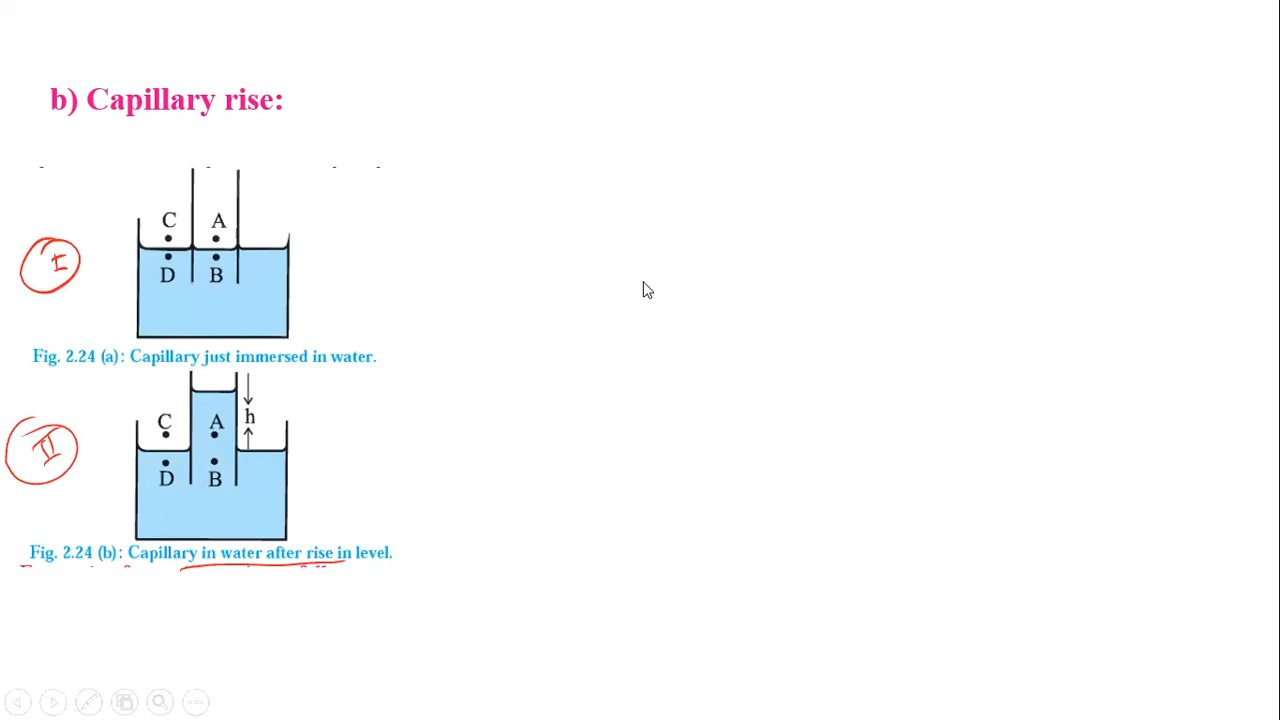 b) Capillary rise:
C A
D B
I
Fig. 2.24 (a): Capillary just immersed in water.
C A h
D B
II
Fig. 2.24 (b): Capillary in water after rise in level.